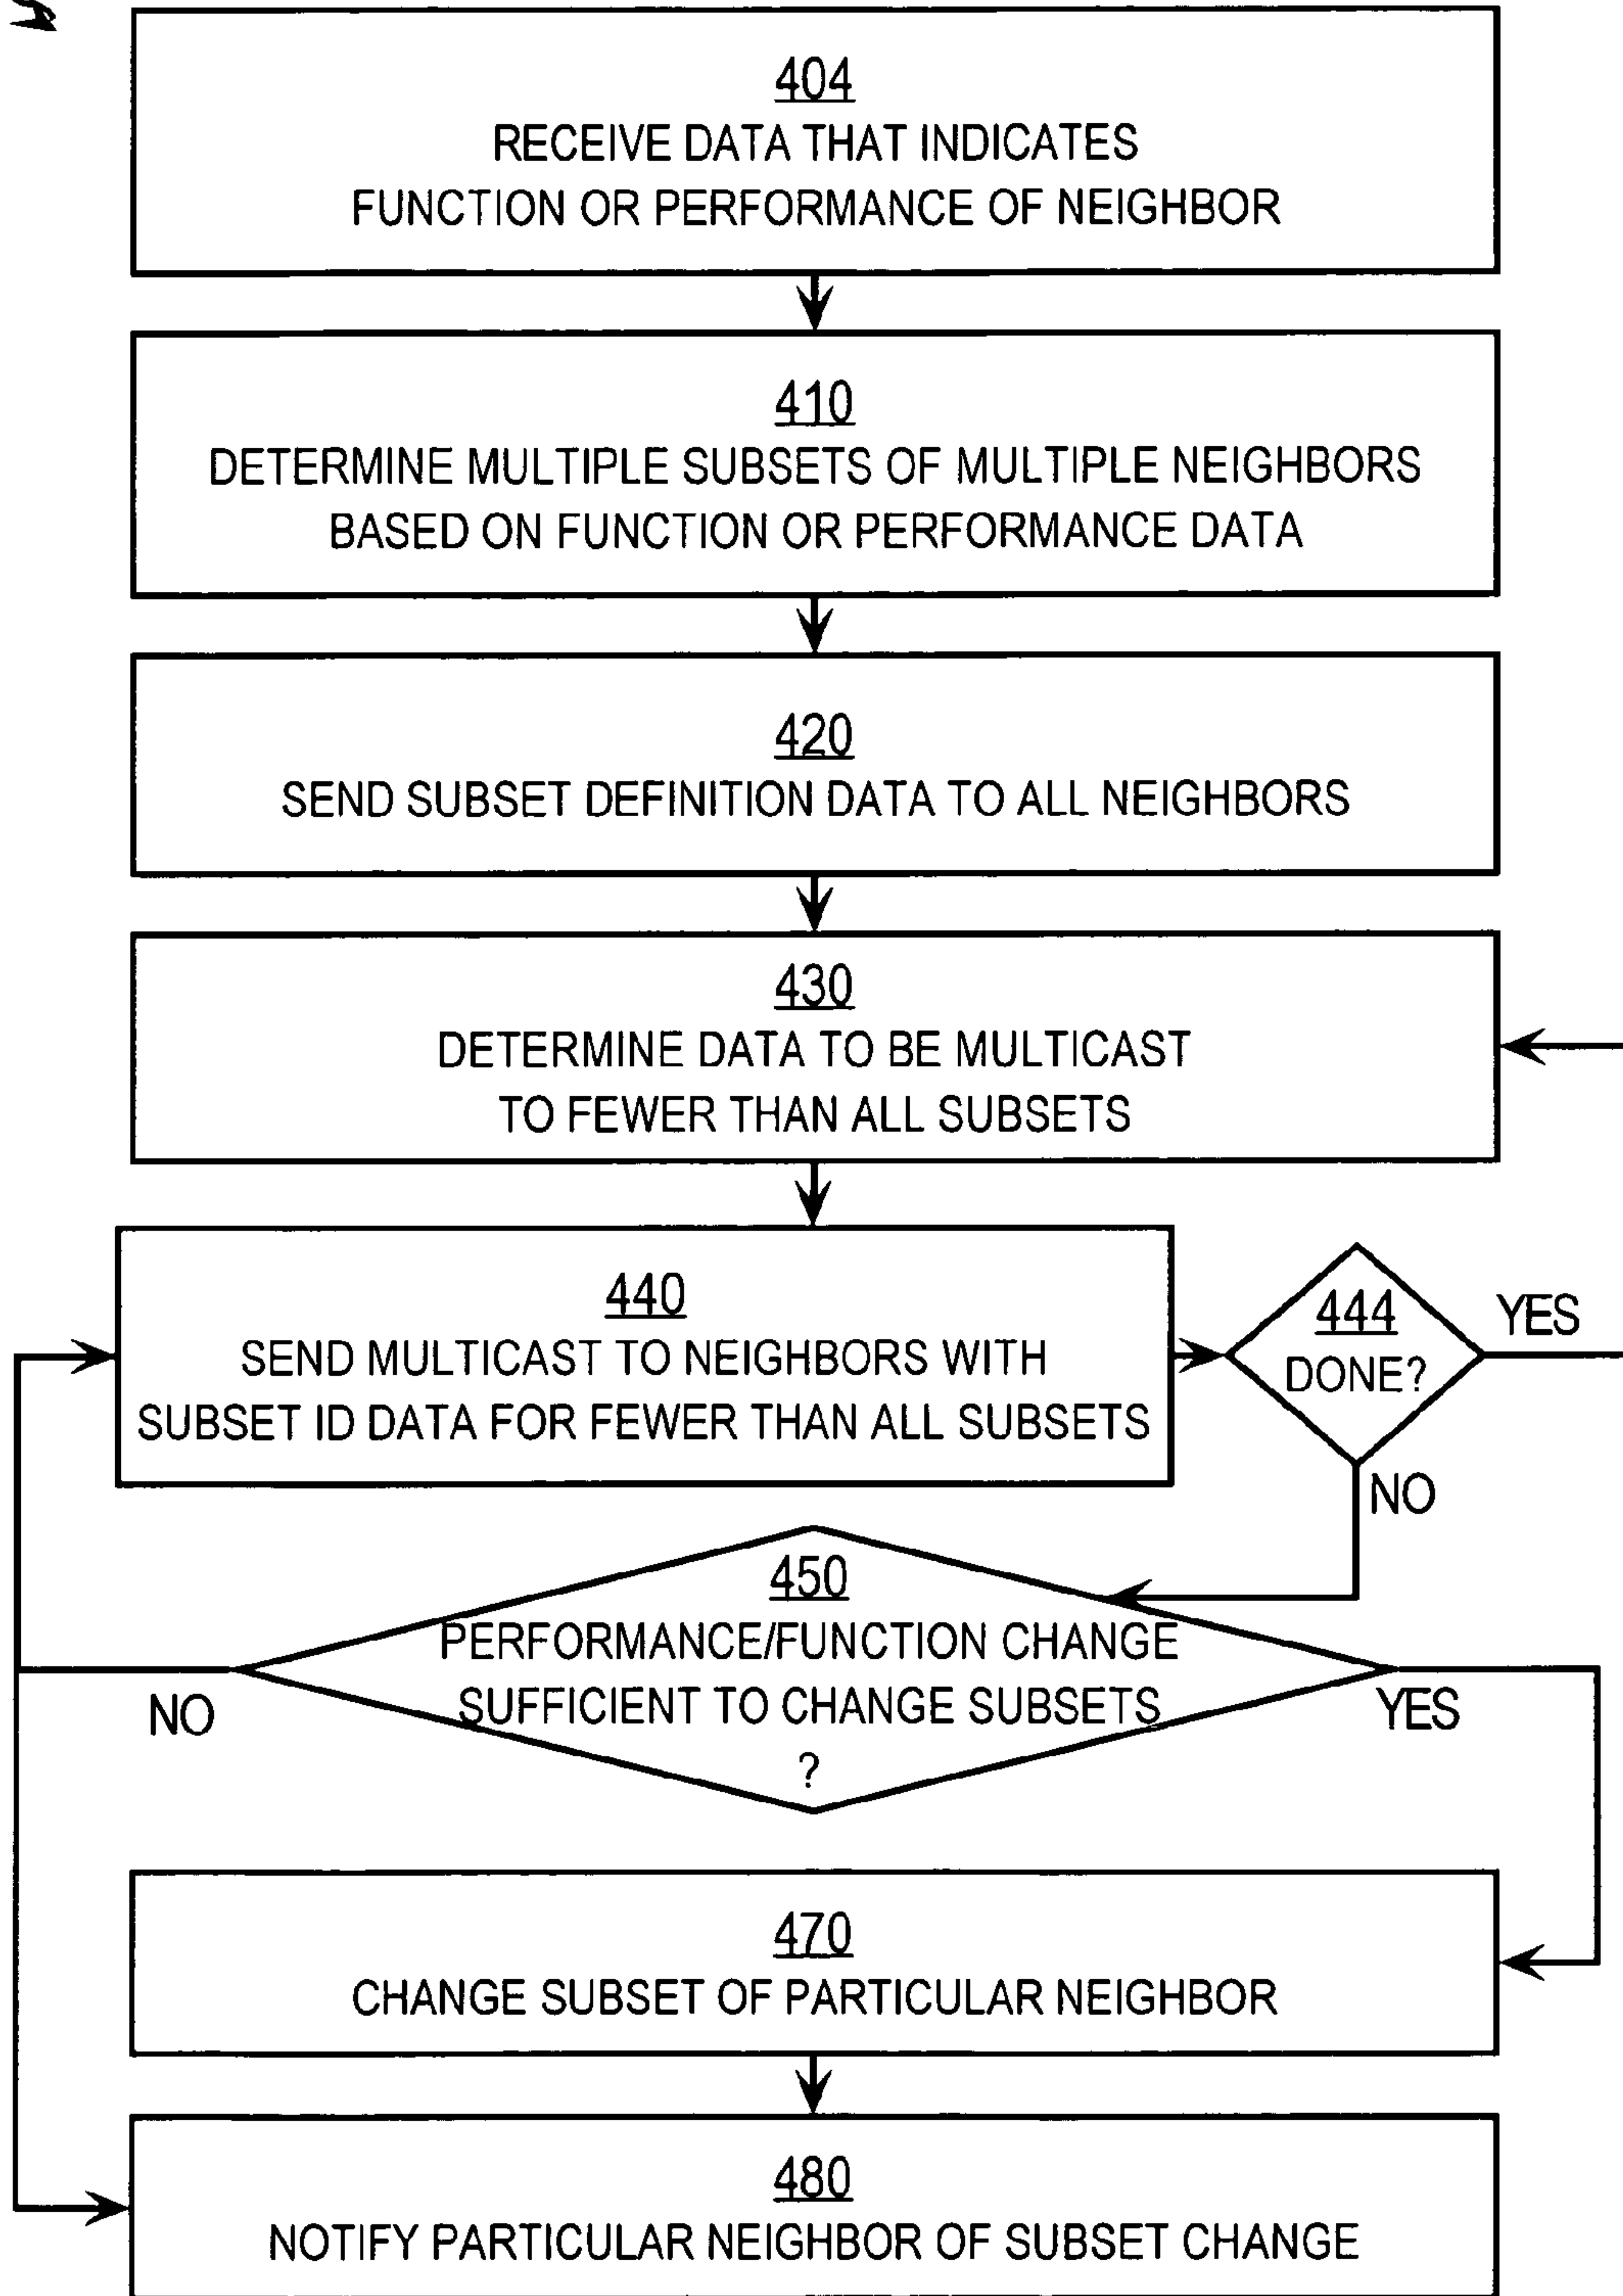 404
RECEIVE DATA THAT INDICATES
FUNCTION OR PERFORMANCE OF NEIGHBOR
410
DETERMINE MULTIPLE SUBSETS OF MULTIPLE NEIGHBORS
BASED ON FUNCTION OR PERFORMANCE DATA
420
SEND SUBSET DEFINITION DATA TO ALL NEIGHBORS
430
DETERMINE DATA TO BE MULTICAST
TO FEWER THAN ALL SUBSETS
440
SEND MULTICAST TO NEIGHBORS WITH
SUBSET ID DATA FOR FEWER THAN ALL SUBSETS
444
DONE?
YES
NO
450
PERFORMANCE/FUNCTION CHANGE
SUFFICIENT TO CHANGE SUBSETS
?
NO
YES
470
CHANGE SUBSET OF PARTICULAR NEIGHBOR
480
NOTIFY PARTICULAR NEIGHBOR OF SUBSET CHANGE